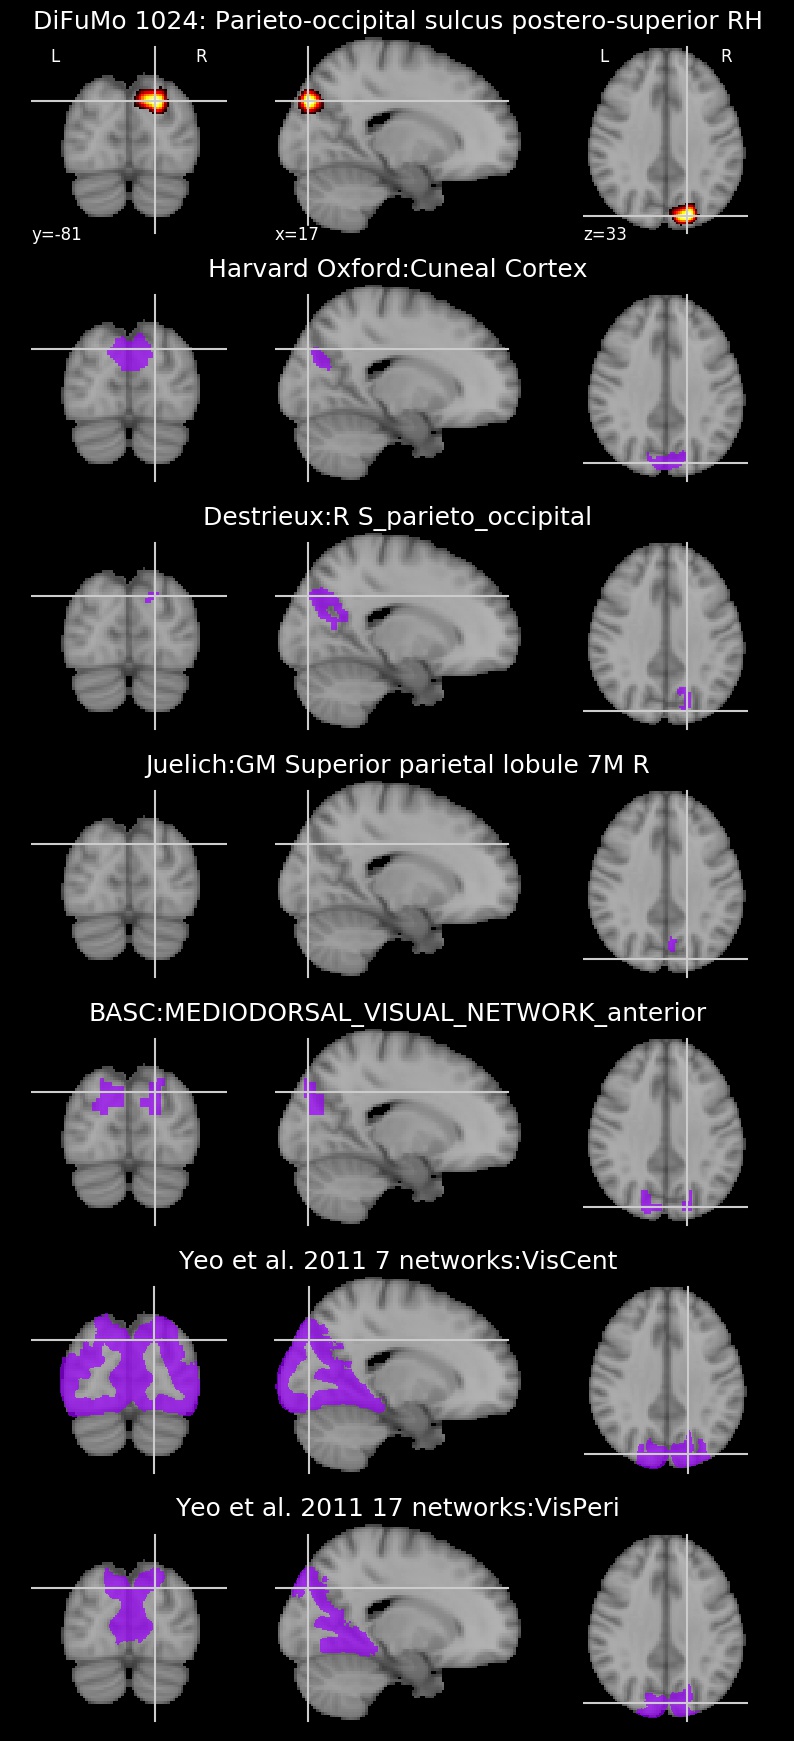 DiFuMo 1024: Parieto-occipital sulcus postero-superior RH
L R L R
y=-81 x=17 z=33
Harvard Oxford:Cuneal Cortex
Destrieux:R S_parieto_occipital
Juelich:GM Superior parietal lobule 7M R
BASC:MEDIODORSAL_VISUAL_NETWORK_anterior
Yeo et al. 2011 7 networks:VisCent
Yeo et al. 2011 17 networks:VisPeri